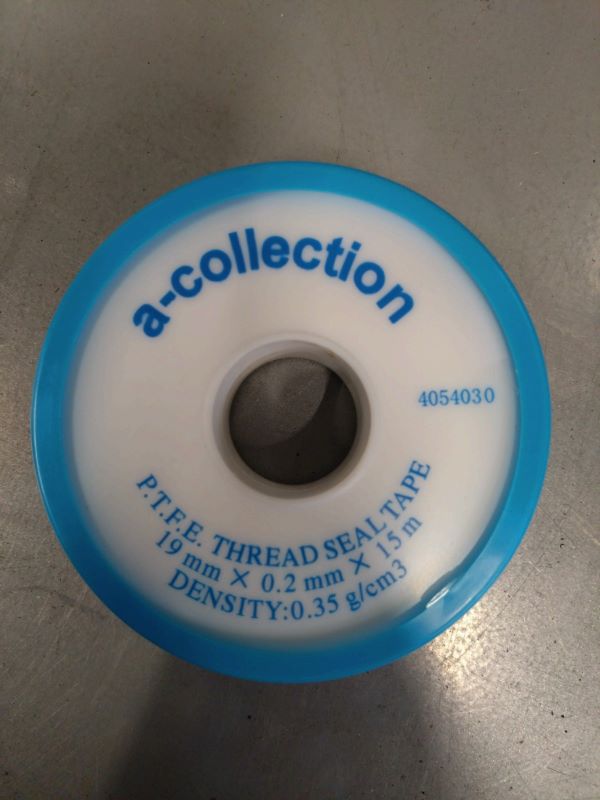 a-collection
4054030
P.T.F.E. THREAD SEAL TAPE
19 mm X 0.2 mm X 15 m
DENSITY:0.35 g/cm3